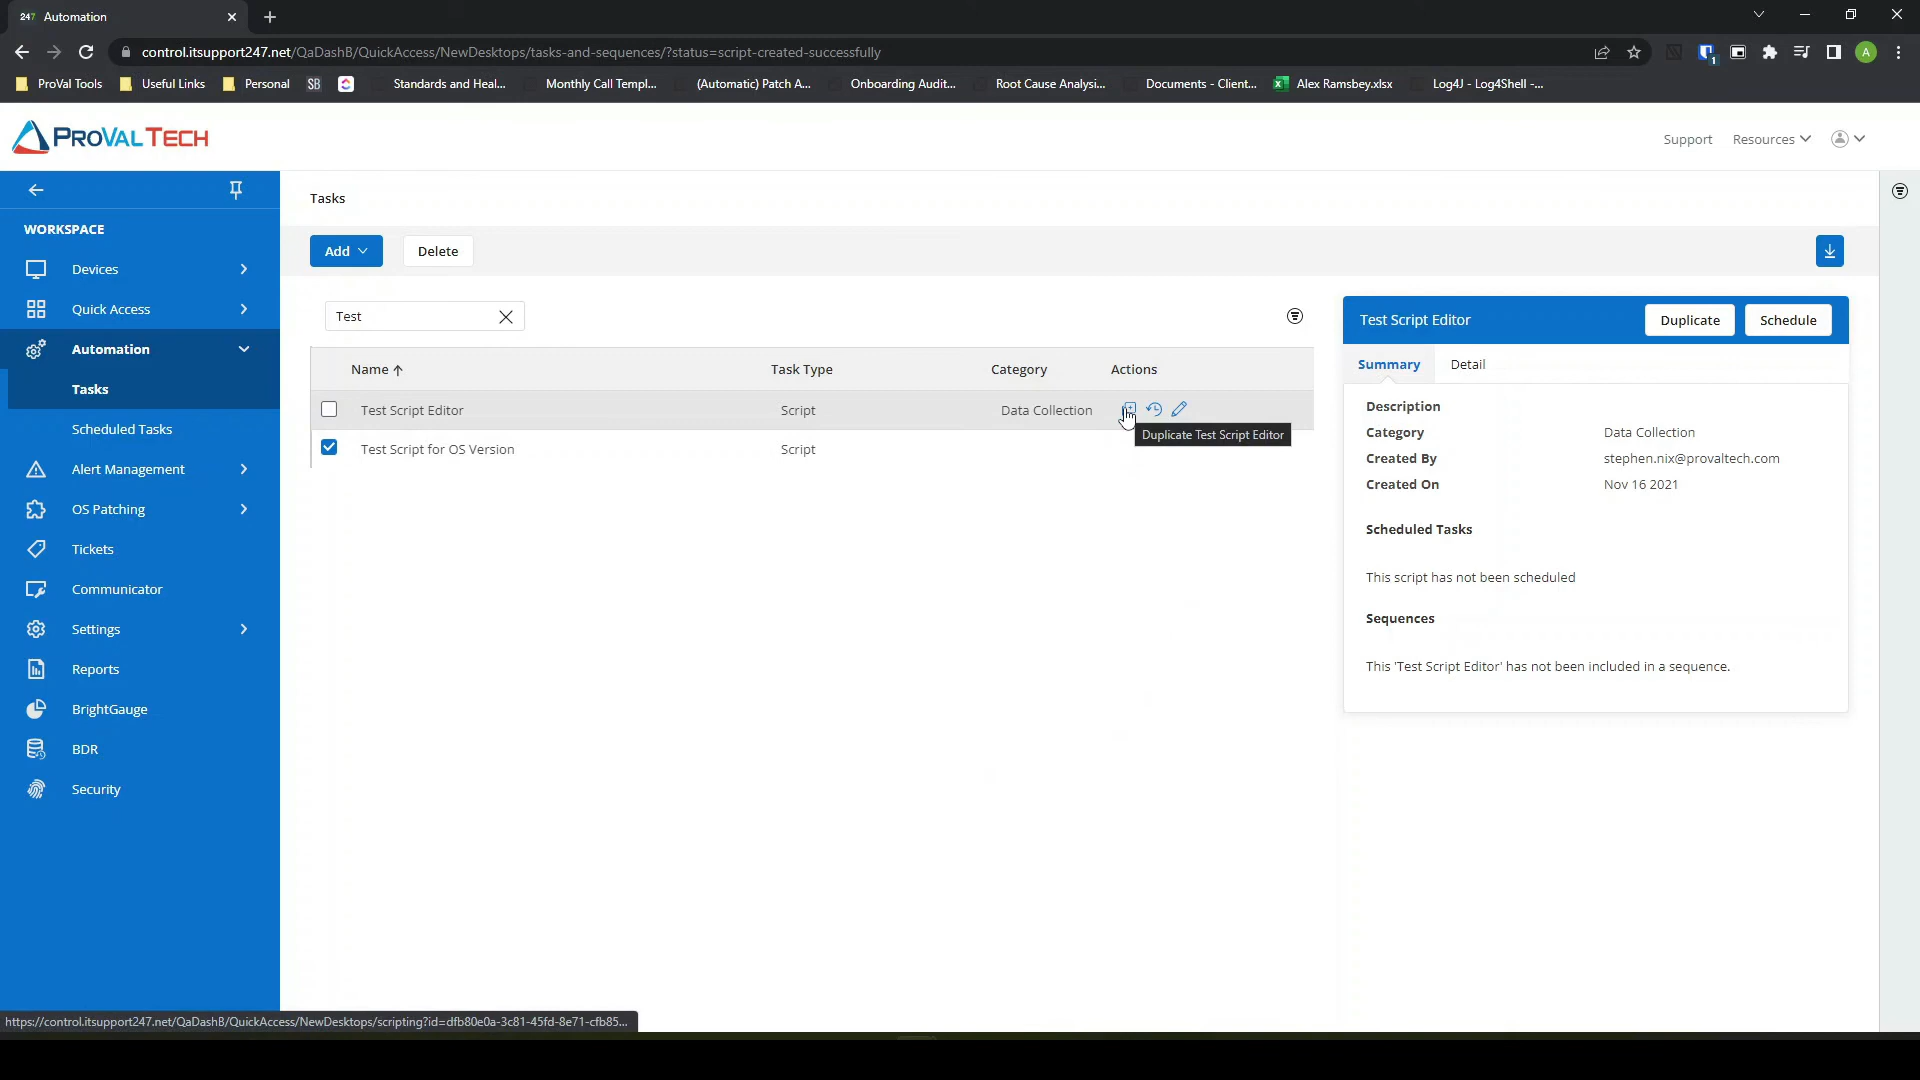 247 Automation
control.itsupport247.net/QaDashB/QuickAccess/NewDesktops/tasks-and-sequences/?status=script-created-successfully
1
A
ProVal Tools
Useful Links
Personal
SB
Standards and Heal...
Monthly Call Templ...
(Automatic) Patch A...
Onboarding Audit...
Root Cause Analysi...
Documents - Client...
Alex Ramsbey.xlsx
Log4J - Log4Shell -...
PROVAL TECH
Support
Resources
WORKSPACE
Devices
Quick Access
Automation
Tasks
Scheduled Tasks
Alert Management
OS Patching
Tickets
Communicator
Settings
Reports
BrightGauge
BDR
Security
Tasks
Add
Delete
Test
Name
Task Type
Category
Actions
Test Script Editor
Script
Data Collection
Duplicate Test Script Editor
Test Script for OS Version
Script
Test Script Editor
Duplicate
Schedule
Summary
Detail
Description
Category
Data Collection
Created By
stephen.nix@provaltech.com
Created On
Nov 16 2021
Scheduled Tasks
This script has not been scheduled
Sequences
This 'Test Script Editor' has not been included in a sequence.
https://control.itsupport247.net/QaDashB/QuickAccess/NewDesktops/scripting?id=dfb80e0a-3c81-45fd-8e71-cfb85...